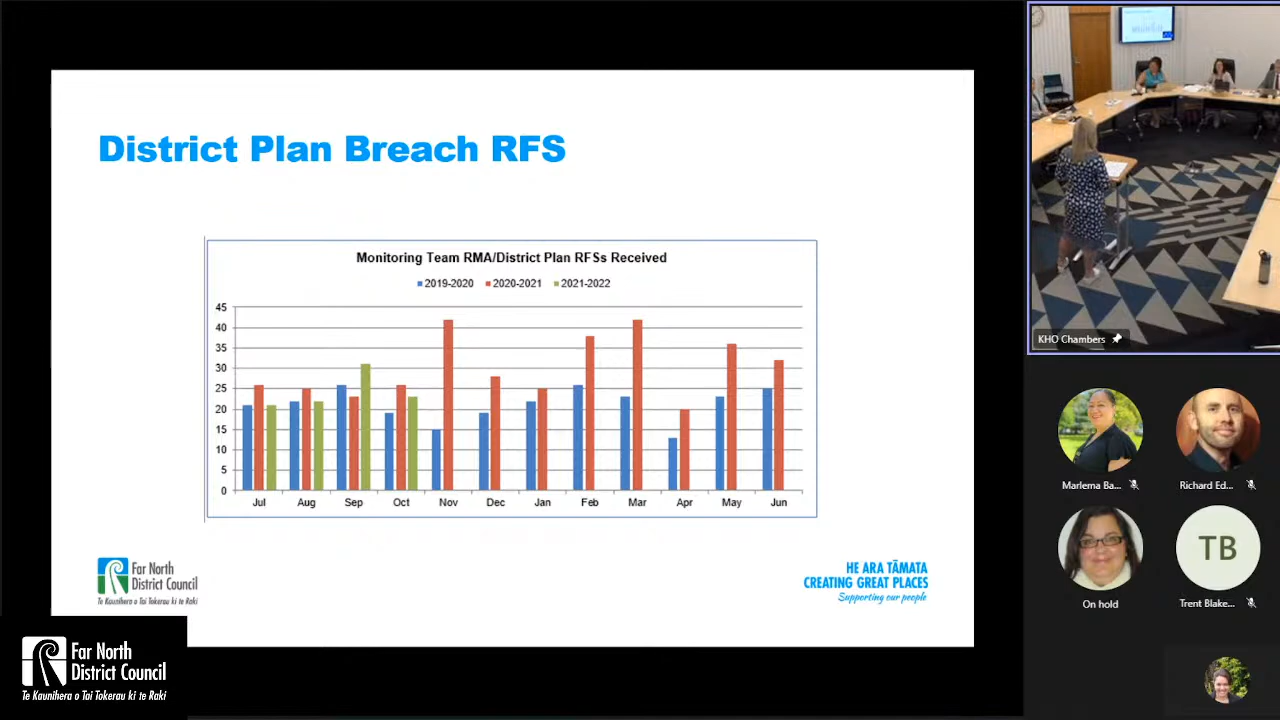 District Plan Breach RFS
Monitoring Team RMA/District Plan RFSs Received
2019-2020 2020-2021 2021-2022
45
40
35
30
25
20
15
10
5
0
Jul Aug Sep Oct Nov Dec Jan Feb Mar Apr May Jun
Far North
District Council
Te Kaunihera o Tai Tokerau ki te Raki
HE ARA TĀMATA
CREATING GREAT PLACES
Supporting our people
Far North
District Council
Te Kaunihera o Tai Tokerau ki te Raki
KHO Chambers
Marlema Ba...
Richard Ed...
On hold
TB
Trent Blake...